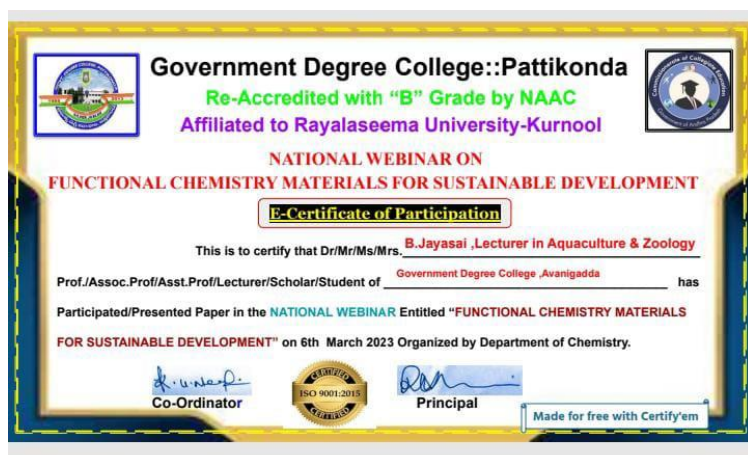 Government Degree College::Pattikonda
Re-Accredited with “B” Grade by NAAC
Affiliated to Rayalaseema University-Kurnool
NATIONAL WEBINAR ON
FUNCTIONAL CHEMISTRY MATERIALS FOR SUSTAINABLE DEVELOPMENT
E-Certificate of Participation
This is to certify that Dr/Mr/Ms/Mrs. B.Jayasai ,Lecturer in Aquaculture & Zoology
Prof./Assoc.Prof/Asst.Prof/Lecturer/Scholar/Student of Government Degree College ,Avanigadda has
Participated/Presented Paper in the NATIONAL WEBINAR Entitled “FUNCTIONAL CHEMISTRY MATERIALS
FOR SUSTAINABLE DEVELOPMENT” on 6th March 2023 Organized by Department of Chemistry.
CERTIFIED
ISO 9001:2015
CERTIFIED
Co-Ordinator
Principal
Made for free with Certify'em